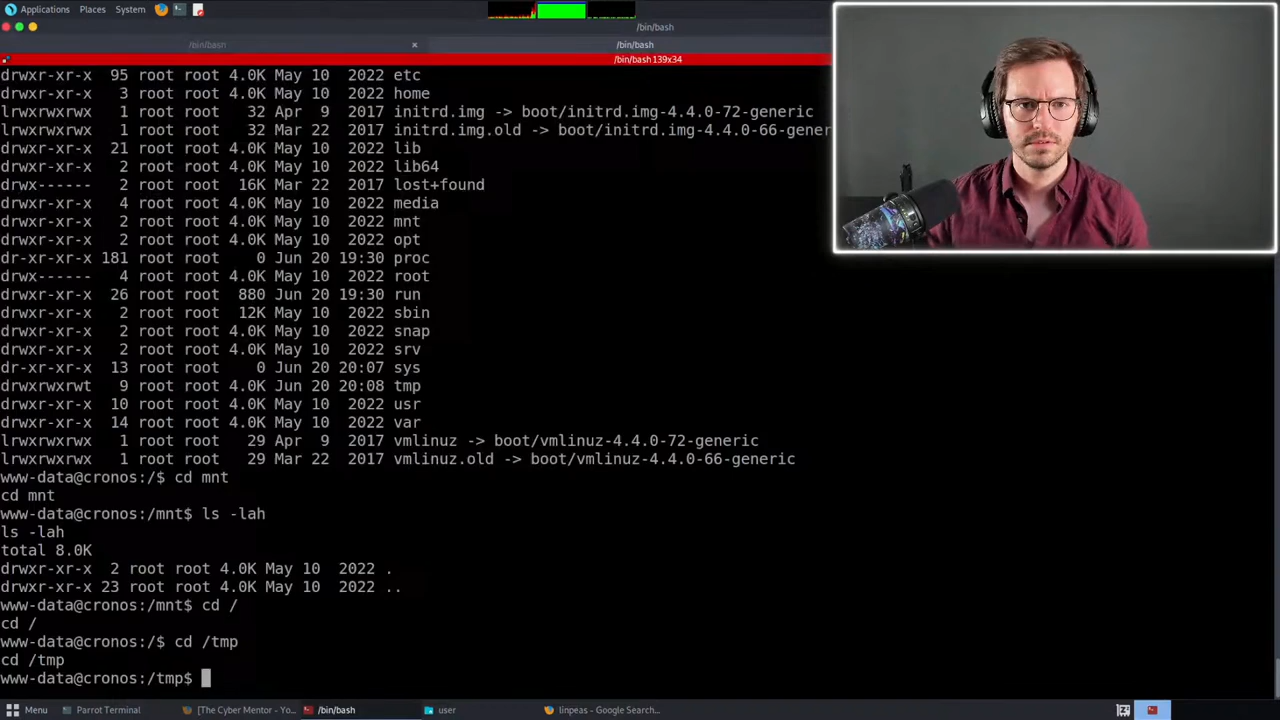 Applications Places System
/bin/bash
/bin/bash × /bin/bash
/bin/bash 139x34
drwxr-xr-x 95 root root 4.0K May 10 2022 etc
drwxr-xr-x 3 root root 4.0K May 10 2022 home
lrwxrwxrwx 1 root root 32 Apr 9 2017 initrd.img -> boot/initrd.img-4.4.0-72-generic
lrwxrwxrwx 1 root root 32 Mar 22 2017 initrd.img.old -> boot/initrd.img-4.4.0-66-gener
drwxr-xr-x 21 root root 4.0K May 10 2022 lib
drwxr-xr-x 2 root root 4.0K May 10 2022 lib64
drwx------ 2 root root 16K Mar 22 2017 lost+found
drwxr-xr-x 4 root root 4.0K May 10 2022 media
drwxr-xr-x 2 root root 4.0K May 10 2022 mnt
drwxr-xr-x 2 root root 4.0K May 10 2022 opt
dr-xr-xr-x 181 root root 0 Jun 20 19:30 proc
drwx------ 4 root root 4.0K May 10 2022 root
drwxr-xr-x 26 root root 880 Jun 20 19:30 run
drwxr-xr-x 2 root root 12K May 10 2022 sbin
drwxr-xr-x 2 root root 4.0K May 10 2022 snap
drwxr-xr-x 2 root root 4.0K May 10 2022 srv
dr-xr-xr-x 13 root root 0 Jun 20 20:07 sys
drwxrwxrwt 9 root root 4.0K Jun 20 20:08 tmp
drwxr-xr-x 10 root root 4.0K May 10 2022 usr
drwxr-xr-x 14 root root 4.0K May 10 2022 var
lrwxrwxrwx 1 root root 29 Apr 9 2017 vmlinuz -> boot/vmlinuz-4.4.0-72-generic
lrwxrwxrwx 1 root root 29 Mar 22 2017 vmlinuz.old -> boot/vmlinuz-4.4.0-66-generic
www-data@cronos:/$ cd mnt
cd mnt
www-data@cronos:/mnt$ ls -lah
ls -lah
total 8.0K
drwxr-xr-x 2 root root 4.0K May 10 2022 .
drwxr-xr-x 23 root root 4.0K May 10 2022 ..
www-data@cronos:/mnt$ cd /
cd /
www-data@cronos:/$ cd /tmp
cd /tmp
www-data@cronos:/tmp$
Menu Parrot Terminal [The Cyber Mentor - Yo... /bin/bash user linpeas - Google Search...